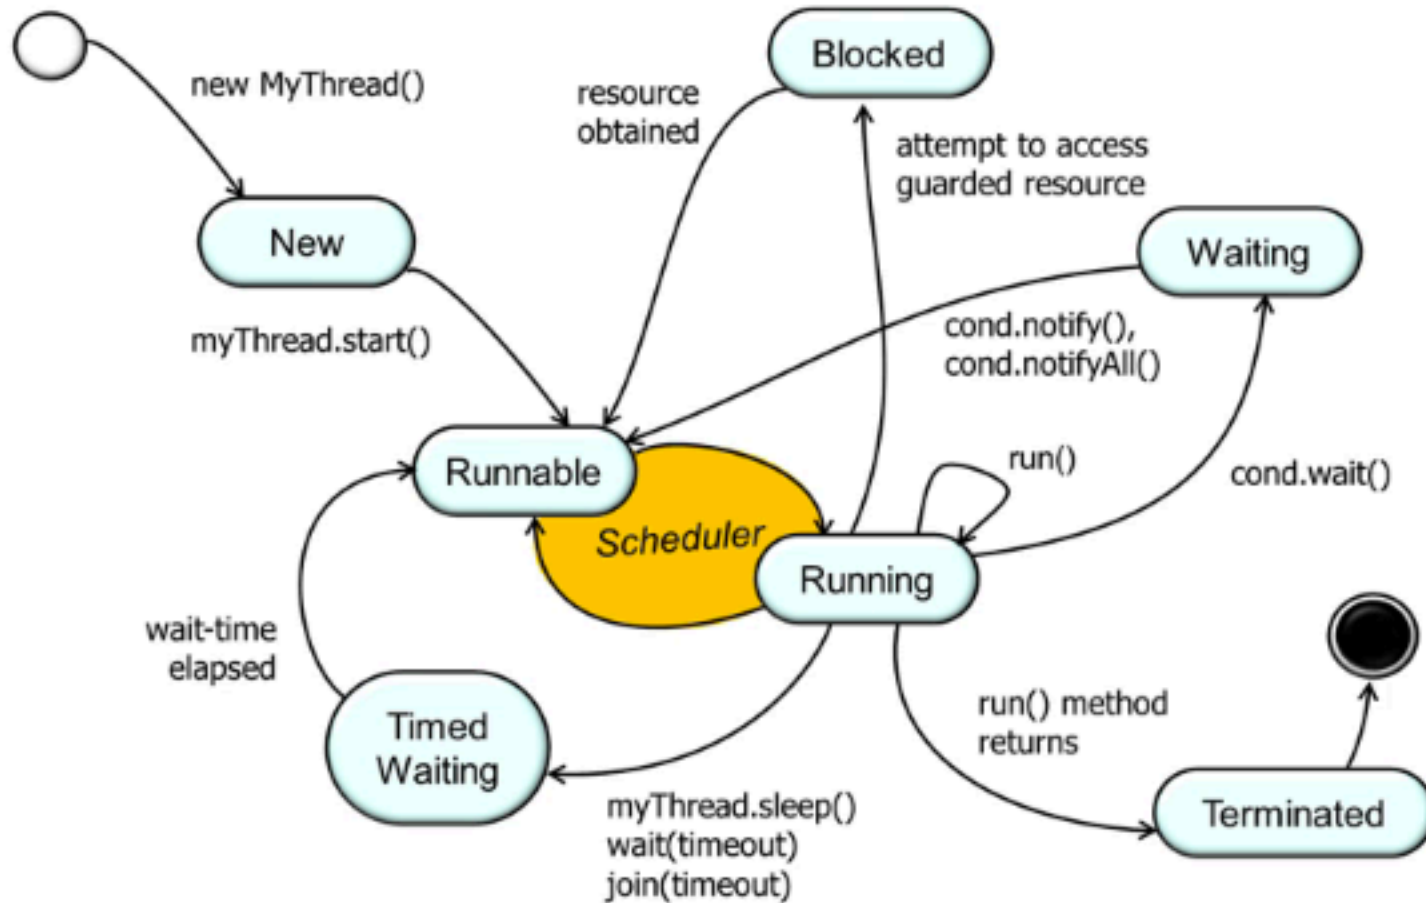 Blocked
new MyThread()
resource
obtained
attempt to access
guarded resource
New
Waiting
myThread.start()
cond.notify(),
cond.notifyAll()
Runnable
run()
cond.wait()
Scheduler
Running
wait-time
elapsed
Timed
Waiting
run() method
returns
myThread.sleep()
wait(timeout)
join(timeout)
Terminated